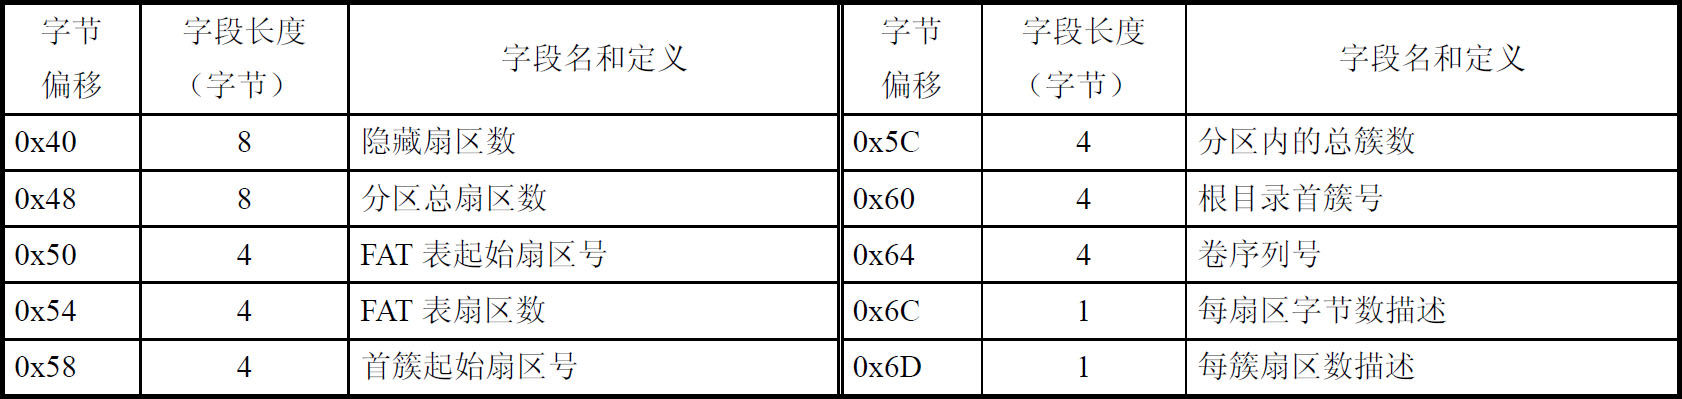 字节偏移 字段长度（字节） 字段名和定义 字节偏移 字段长度（字节） 字段名和定义
0x40 8 隐藏扇区数 0x5C 4 分区内的总簇数
0x48 8 分区总扇区数 0x60 4 根目录首簇号
0x50 4 FAT 表起始扇区号 0x64 4 卷序列号
0x54 4 FAT 表扇区数 0x6C 1 每扇区字节数描述
0x58 4 首簇起始扇区号 0x6D 1 每簇扇区数描述